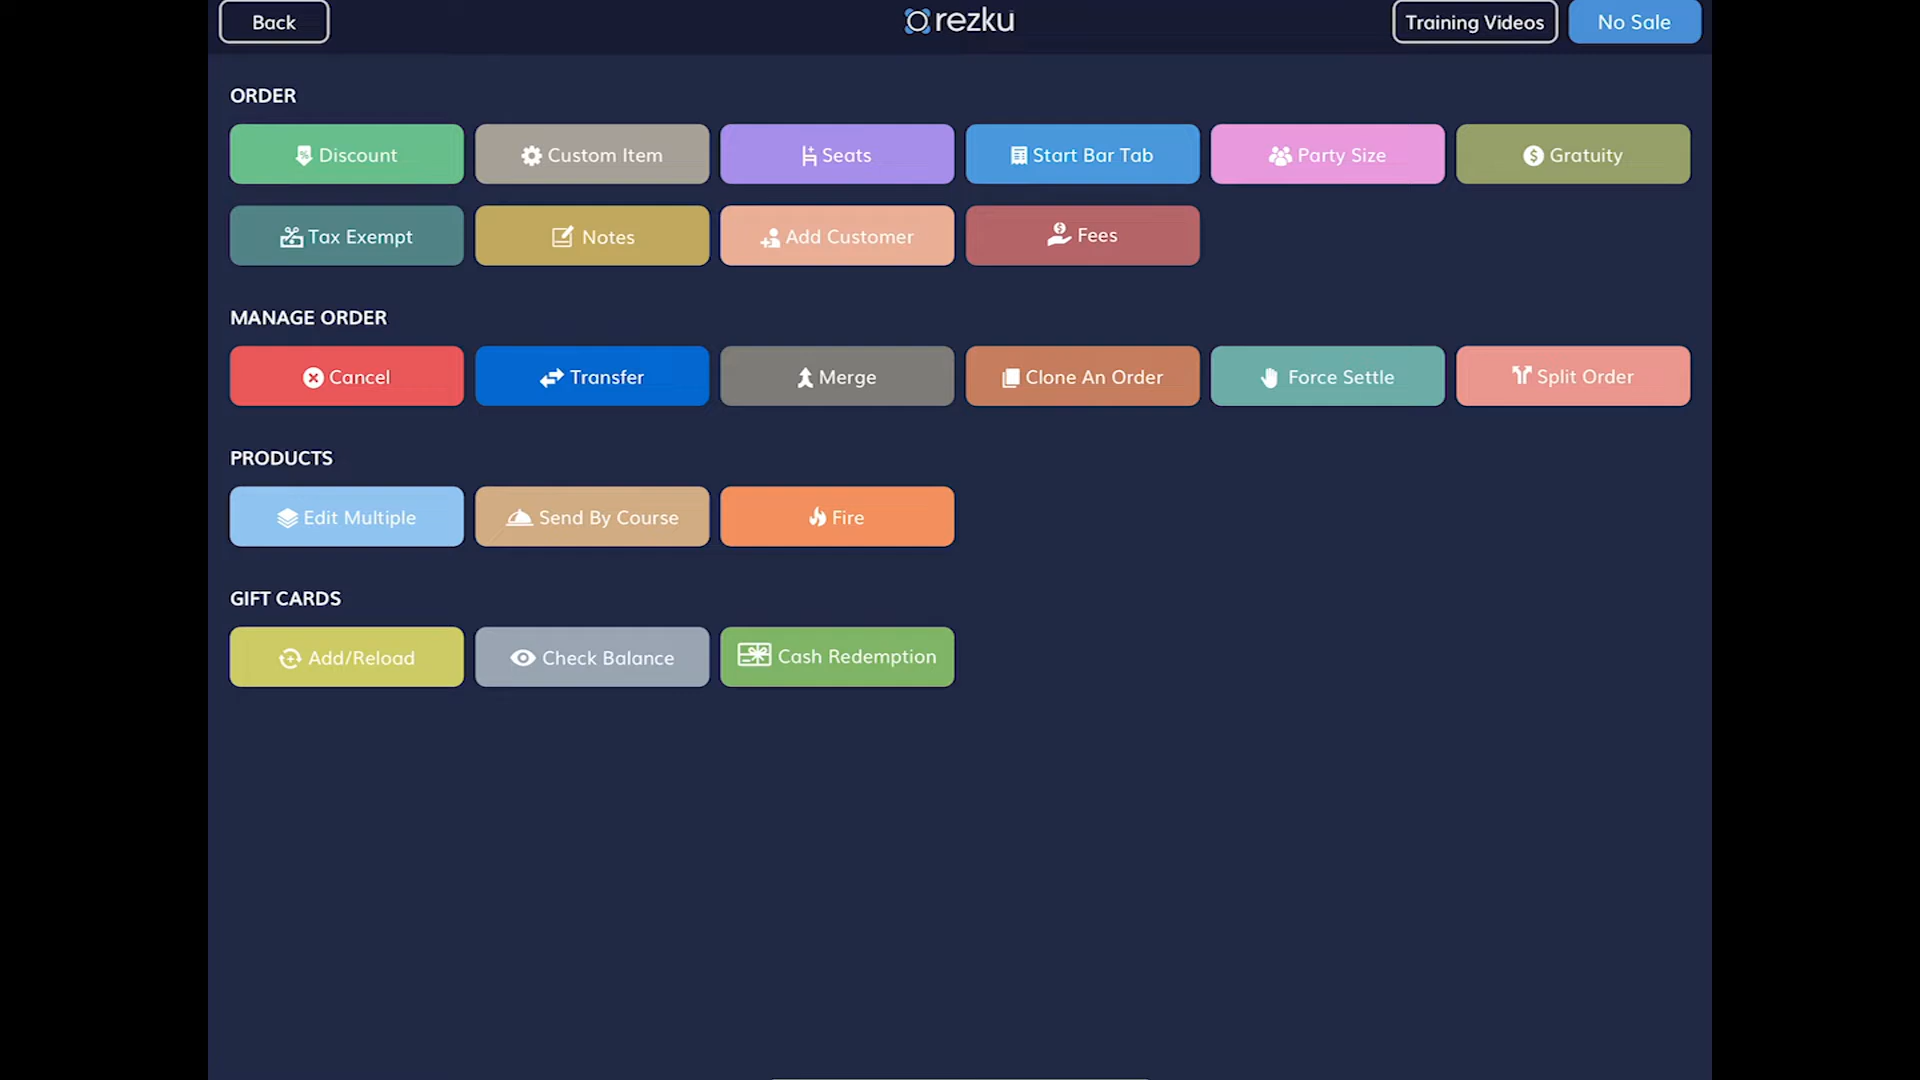 Back
rezku
Training Videos
No Sale
ORDER
Discount
Custom Item
Seats
Start Bar Tab
Party Size
Gratuity
Tax Exempt
Notes
Add Customer
Fees
MANAGE ORDER
Cancel
Transfer
Merge
Clone An Order
Force Settle
Split Order
PRODUCTS
Edit Multiple
Send By Course
Fire
GIFT CARDS
Add/Reload
Check Balance
Cash Redemption